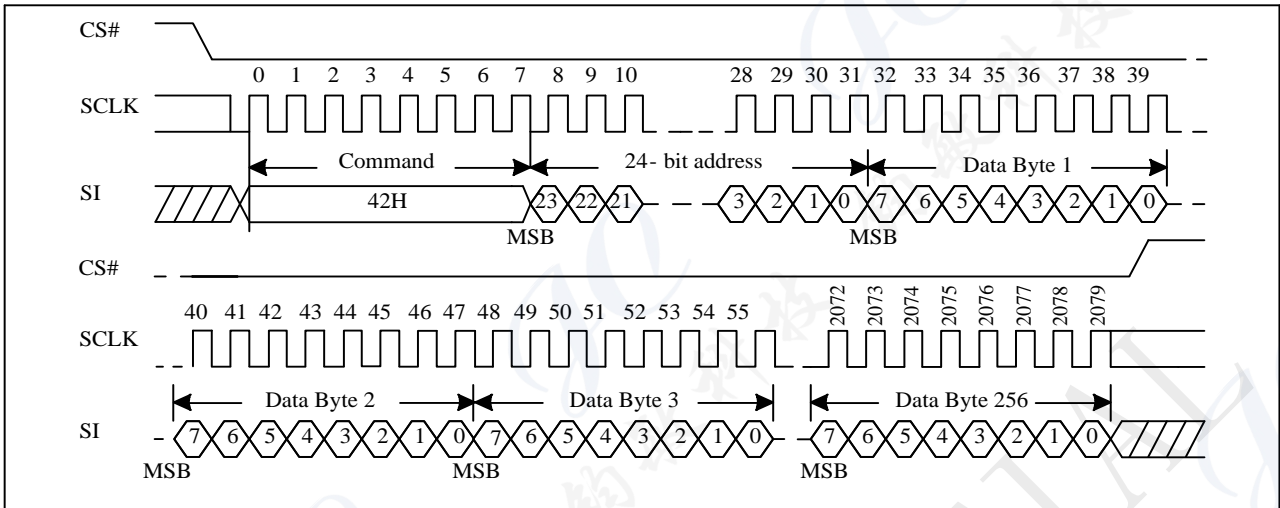 CS#
0 1 2 3 4 5 6 7 8 9 10 28 29 30 31 32 33 34 35 36 37 38 39
SCLK
Command 24- bit address Data Byte 1
SI 42H 23 22 21 3 2 1 0 7 6 5 4 3 2 1 0
MSB MSB
CS#
40 41 42 43 44 45 46 47 48 49 50 51 52 53 54 55 2072 2073 2074 2075 2076 2077 2078 2079
SCLK
Data Byte 2 Data Byte 3 Data Byte 256
SI 7 6 5 4 3 2 1 0 7 6 5 4 3 2 1 0 7 6 5 4 3 2 1 0
MSB MSB MSB